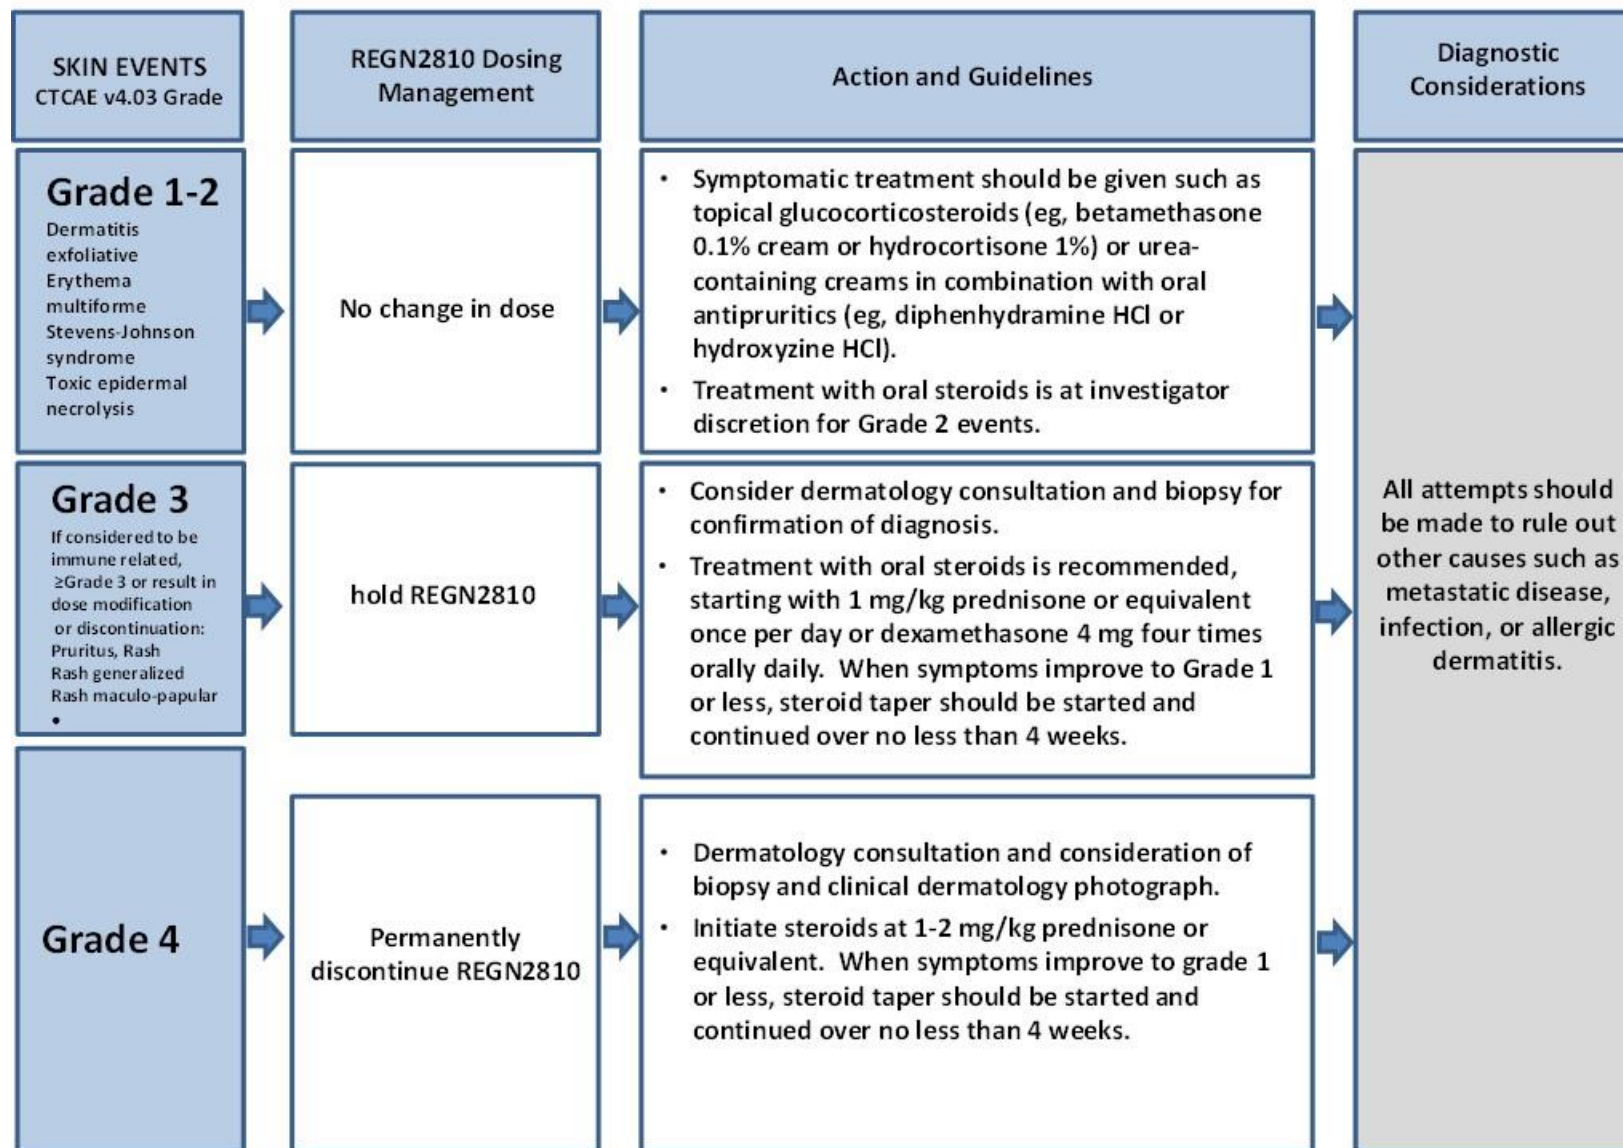 SKIN EVENTS
CTCAE v4.03 Grade
REGN2810 Dosing
Management
Action and Guidelines
Diagnostic
Considerations
Grade 1-2
Dermatitis
exfoliative
Erythema
multiforme
Stevens-Johnson
syndrome
Toxic epidermal
necrolysis
No change in dose
• Symptomatic treatment should be given such as
topical glucocorticosteroids (eg, betamethasone
0.1% cream or hydrocortisone 1%) or urea-
containing creams in combination with oral
antipruritics (eg, diphenhydramine HCl or
hydroxyzine HCl).
• Treatment with oral steroids is at investigator
discretion for Grade 2 events.
Grade 3
If considered to be
immune related,
≥Grade 3 or result in
dose modification
or discontinuation:
Pruritus, Rash
Rash generalized
Rash maculo-papular
•
hold REGN2810
• Consider dermatology consultation and biopsy for
confirmation of diagnosis.
• Treatment with oral steroids is recommended,
starting with 1 mg/kg prednisone or equivalent
once per day or dexamethasone 4 mg four times
orally daily. When symptoms improve to Grade 1
or less, steroid taper should be started and
continued over no less than 4 weeks.
All attempts should
be made to rule out
other causes such as
metastatic disease,
infection, or allergic
dermatitis.
Grade 4
Permanently
discontinue REGN2810
• Dermatology consultation and consideration of
biopsy and clinical dermatology photograph.
• Initiate steroids at 1-2 mg/kg prednisone or
equivalent. When symptoms improve to grade 1
or less, steroid taper should be started and
continued over no less than 4 weeks.